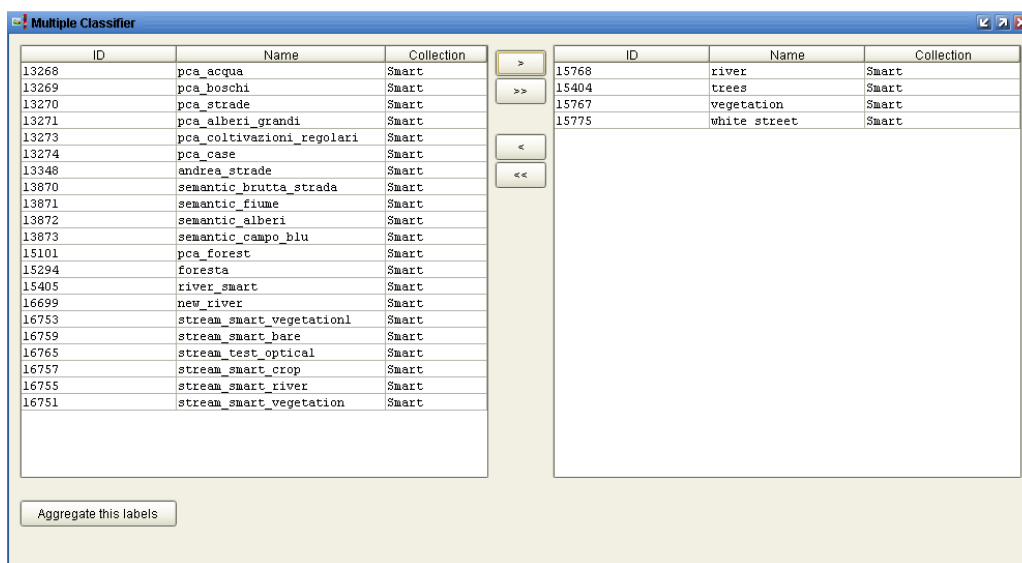 Multiple Classifier
ID Name Collection
13268 pca_acqua Smart
13269 pca_boschi Smart
13270 pca_strade Smart
13271 pca_alberi_grandi Smart
13273 pca_coltivazioni_regolari Smart
13274 pca_case Smart
13348 andrea_strade Smart
13870 semantic_brutta_strada Smart
13871 semantic_fiume Smart
13872 semantic_alberi Smart
13873 semantic_campo_blu Smart
15101 pca_forest Smart
15294 foresta Smart
15405 river_smart Smart
16699 new_river Smart
16753 stream_smart_vegetation1 Smart
16759 stream_smart_bare Smart
16765 stream_test_optical Smart
16757 stream_smart_crop Smart
16755 stream_smart_river Smart
16751 stream_smart_vegetation Smart
>
>>
<
<<
ID Name Collection
15768 river Smart
15404 trees Smart
15767 vegetation Smart
15775 white street Smart
Aggregate this labels